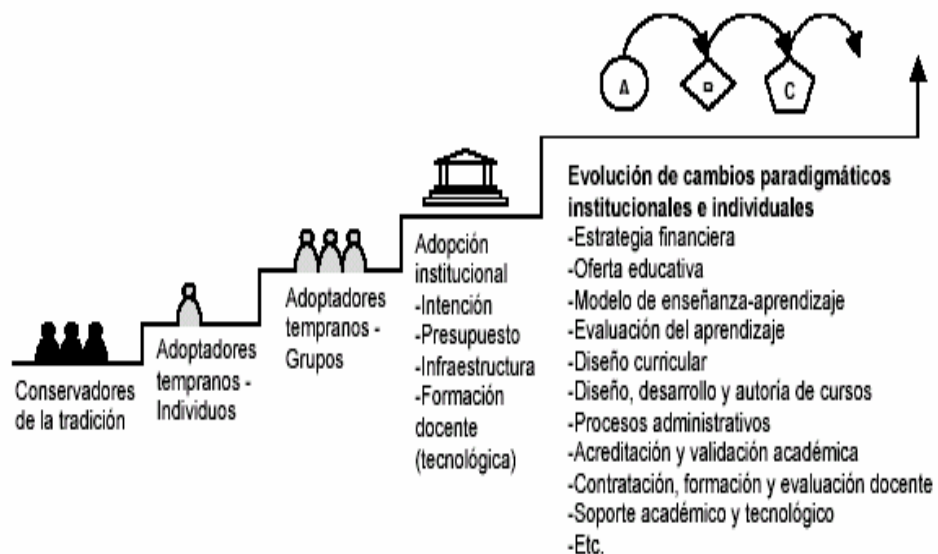 A
C
Conservadores
de la tradición
Adoptadores
tempranos -
Individuos
Adoptadores
tempranos -
Grupos
Adopción
institucional
-Intención
-Presupuesto
-Infraestructura
-Formación
docente
(tecnológica)
Evolución de cambios paradigmáticos
institucionales e individuales
-Estrategia financiera
-Oferta educativa
-Modelo de enseñanza-aprendizaje
-Evaluación del aprendizaje
-Diseño curricular
-Diseño, desarrollo y autoría de cursos
-Procesos administrativos
-Acreditación y validación académica
-Contratación, formación y evaluación docente
-Soporte académico y tecnológico
-Etc.